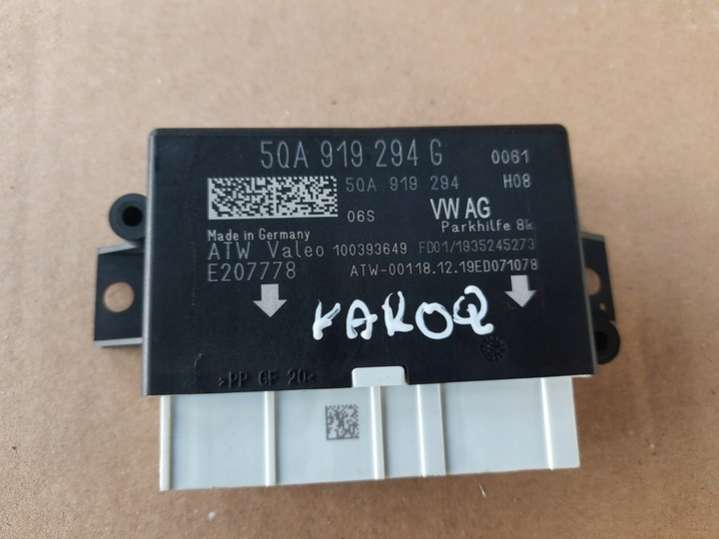 5QA 919 294 G 0061
5QA 919 294 H08
06S VW AG
Parkhilfe 8k
Made in Germany
ATW Valeo 100393649 FD01/1935245273
E207778 ATW-00118.12.19ED071078
KAROQ
>PP GF 20<